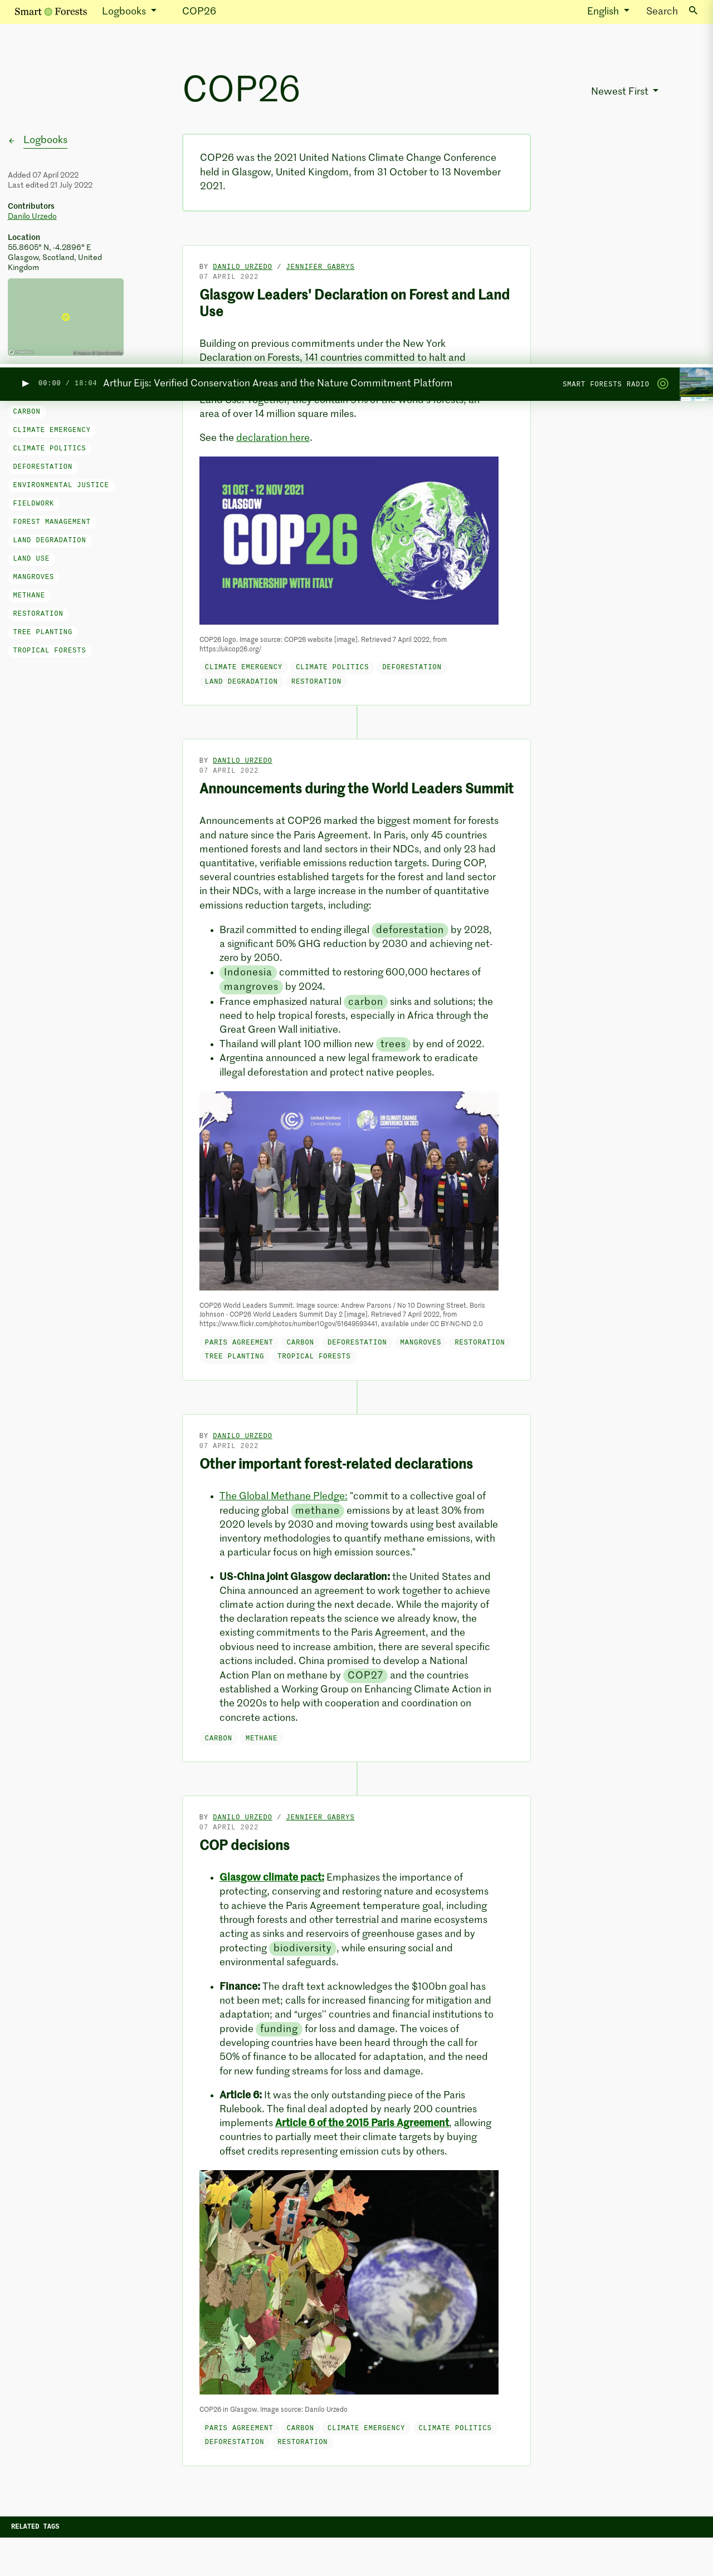 Smart Forests
Logbooks
COP26
English
Search
COP26
Newest First
Logbooks
Added 07 April 2022
Last edited 21 July 2022
Contributors
Danilo Urzedo
Location
55.8605° N, -4.2896° E
Glasgow, Scotland, United
Kingdom
COP26 was the 2021 United Nations Climate Change Conference
held in Glasgow, United Kingdom, from 31 October to 13 November
2021.
BY DANILO URZEDO / JENNIFER GABRYS
07 APRIL 2022
Glasgow Leaders' Declaration on Forest and Land
Use
Building on previous commitments under the New York
Declaration on Forests, 141 countries committed to halt and
▶ 00:00 / 18:04 Arthur Eijs: Verified Conservation Areas and the Nature Commitment Platform
SMART FORESTS RADIO
an area of over 14 million square miles.
See the declaration here.
CARBON
CLIMATE EMERGENCY
CLIMATE POLITICS
DEFORESTATION
ENVIRONMENTAL JUSTICE
FIELDWORK
FOREST MANAGEMENT
LAND DEGRADATION
LAND USE
MANGROVES
METHANE
RESTORATION
TREE PLANTING
TROPICAL FORESTS
31 OCT - 12 NOV 2021
GLASGOW
COP26
IN PARTNERSHIP WITH ITALY
COP26 logo. Image source: COP26 website [image]. Retrieved 7 April 2022, from
https://ukcop26.org/
CLIMATE EMERGENCY CLIMATE POLITICS DEFORESTATION
LAND DEGRADATION RESTORATION
BY DANILO URZEDO
07 APRIL 2022
Announcements during the World Leaders Summit
Announcements at COP26 marked the biggest moment for forests
and nature since the Paris Agreement. In Paris, only 45 countries
mentioned forests and land sectors in their NDCs, and only 23 had
quantitative, verifiable emissions reduction targets. During COP,
several countries established targets for the forest and land sector
in their NDCs, with a large increase in the number of quantitative
emissions reduction targets, including:
• Brazil committed to ending illegal deforestation by 2028,
a significant 50% GHG reduction by 2030 and achieving net-
zero by 2050.
• Indonesia committed to restoring 600,000 hectares of
mangroves by 2024.
• France emphasized natural carbon sinks and solutions; the
need to help tropical forests, especially in Africa through the
Great Green Wall initiative.
• Thailand will plant 100 million new trees by end of 2022.
• Argentina announced a new legal framework to eradicate
illegal deforestation and protect native peoples.
United Nations
Climate Change
UN CLIMATE CHANGE
CONFERENCE UK 2021
COP26 World Leaders Summit. Image source: Andrew Parsons / No 10 Downing Street. Boris
Johnson - COP26 World Leaders Summit Day 2 [image]. Retrieved 7 April 2022, from
https://www.flickr.com/photos/number10gov/51649693441, available under CC BY-NC-ND 2.0
PARIS AGREEMENT CARBON DEFORESTATION MANGROVES RESTORATION
TREE PLANTING TROPICAL FORESTS
BY DANILO URZEDO
07 APRIL 2022
Other important forest-related declarations
• The Global Methane Pledge: "commit to a collective goal of
reducing global methane emissions by at least 30% from
2020 levels by 2030 and moving towards using best available
inventory methodologies to quantify methane emissions, with
a particular focus on high emission sources."
• US-China joint Glasgow declaration: the United States and
China announced an agreement to work together to achieve
climate action during the next decade. While the majority of
the declaration repeats the science we already know, the
existing commitments to the Paris Agreement, and the
obvious need to increase ambition, there are several specific
actions included. China promised to develop a National
Action Plan on methane by COP27 and the countries
established a Working Group on Enhancing Climate Action in
the 2020s to help with cooperation and coordination on
concrete actions.
CARBON METHANE
BY DANILO URZEDO / JENNIFER GABRYS
07 APRIL 2022
COP decisions
• Glasgow climate pact: Emphasizes the importance of
protecting, conserving and restoring nature and ecosystems
to achieve the Paris Agreement temperature goal, including
through forests and other terrestrial and marine ecosystems
acting as sinks and reservoirs of greenhouse gases and by
protecting biodiversity, while ensuring social and
environmental safeguards.
• Finance: The draft text acknowledges the $100bn goal has
not been met; calls for increased financing for mitigation and
adaptation; and "urges" countries and financial institutions to
provide funding for loss and damage. The voices of
developing countries have been heard through the call for
50% of finance to be allocated for adaptation, and the need
for new funding streams for loss and damage.
• Article 6: It was the only outstanding piece of the Paris
Rulebook. The final deal adopted by nearly 200 countries
implements Article 6 of the 2015 Paris Agreement, allowing
countries to partially meet their climate targets by buying
offset credits representing emission cuts by others.
COP26 in Glasgow. Image source: Danilo Urzedo
PARIS AGREEMENT CARBON CLIMATE EMERGENCY CLIMATE POLITICS
DEFORESTATION RESTORATION
RELATED TAGS